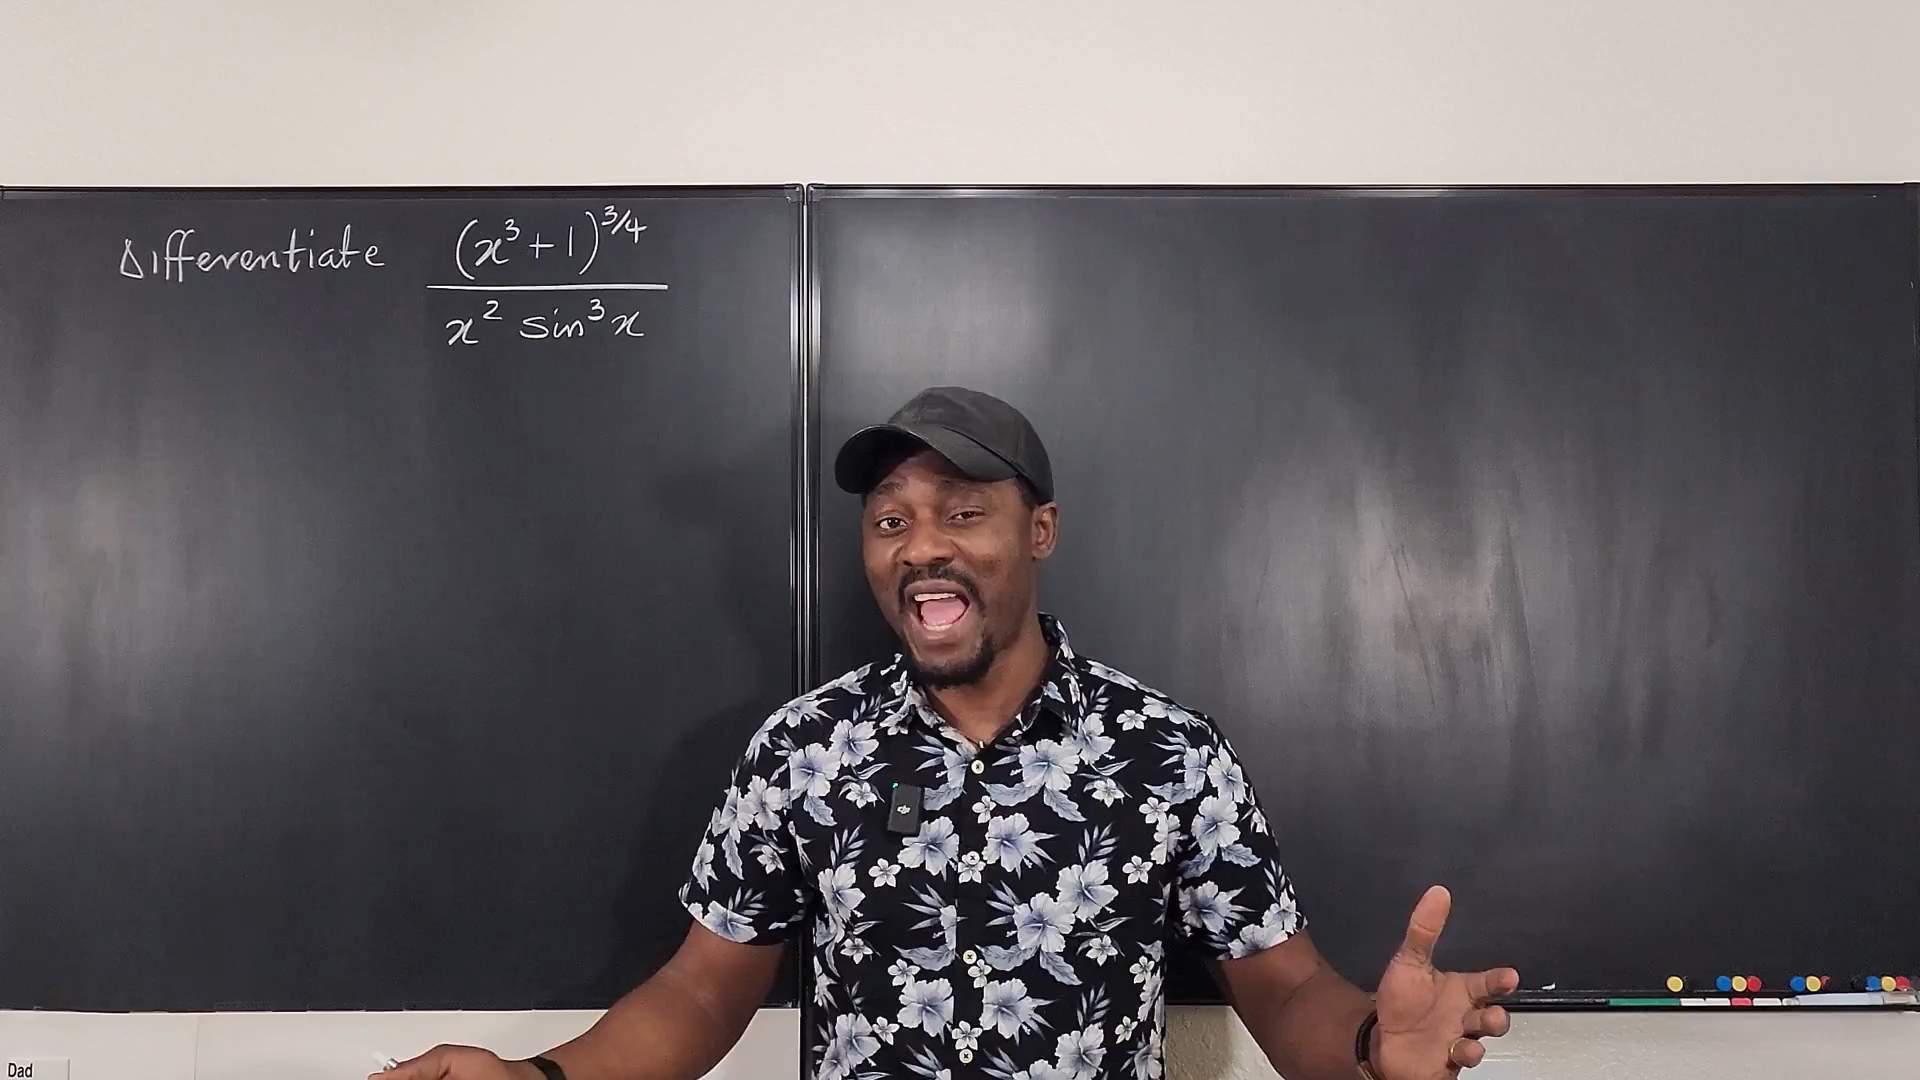 Differentiate (x³+1)^3/4
x² sin³x
Dad